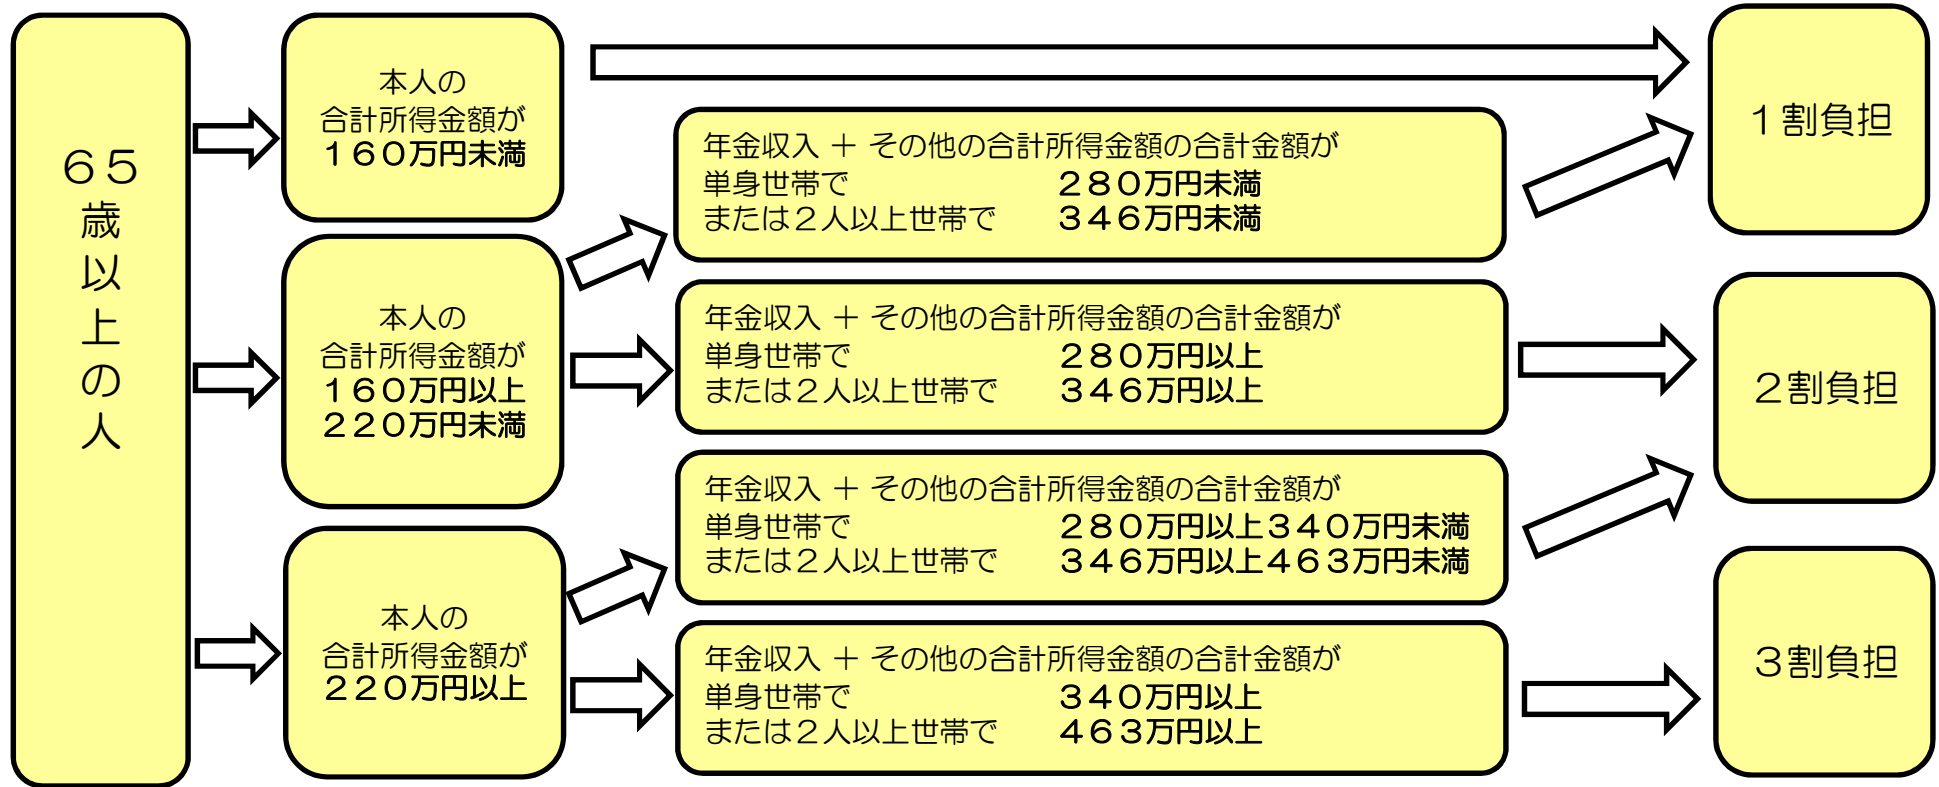 ６５歳以上の人
本人の
合計所得金額が
１６０万円未満
本人の
合計所得金額が
１６０万円以上
２２０万円未満
本人の
合計所得金額が
２２０万円以上
年金収入 ＋ その他の合計所得金額の合計金額が
単身世帯で　２８０万円未満
または２人以上世帯で　３４６万円未満
年金収入 ＋ その他の合計所得金額の合計金額が
単身世帯で　２８０万円以上
または２人以上世帯で　３４６万円以上
年金収入 ＋ その他の合計所得金額の合計金額が
単身世帯で　２８０万円以上３４０万円未満
または２人以上世帯で　３４６万円以上４６３万円未満
年金収入 ＋ その他の合計所得金額の合計金額が
単身世帯で　３４０万円以上
または２人以上世帯で　４６３万円以上
１割負担
２割負担
３割負担